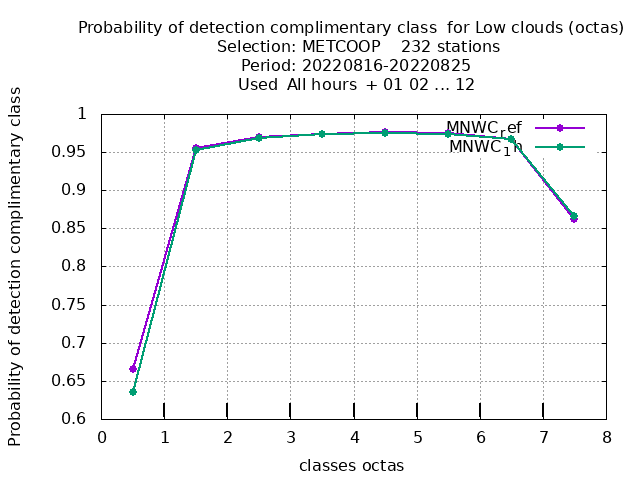 Probability of detection complimentary class  for Low clouds (octas)
Selection: METCOOP    232 stations
Period: 20220816-20220825
Used  All hours  + 01 02 ... 12
Probability of detection complimentary class
1
0.95
0.9
0.85
0.8
0.75
0.7
0.65
0.6
MNWCref
MNWC1h
0 1 2 3 4 5 6 7 8
classes octas